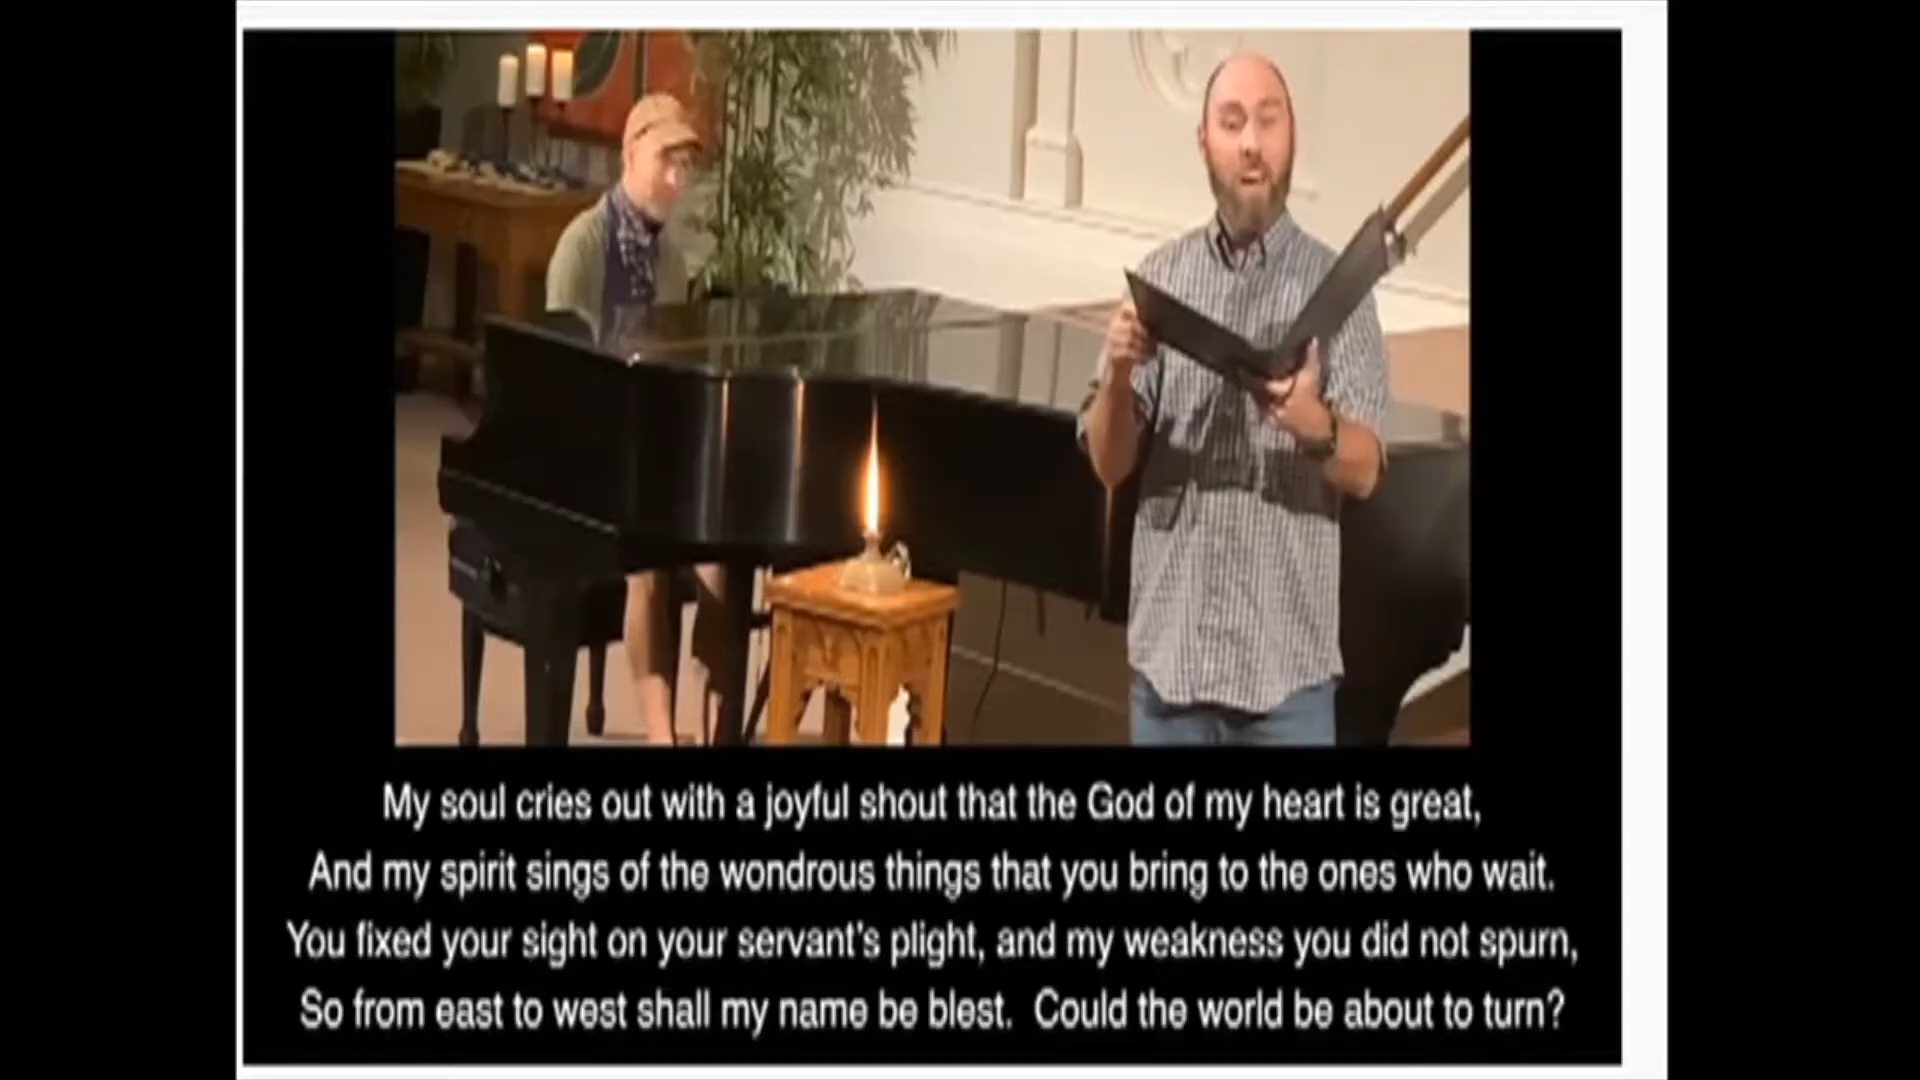 My soul cries out with a joyful shout that the God of my heart is great,
And my spirit sings of the wondrous things that you bring to the ones who wait.
You fixed your sight on your servant's plight, and my weakness you did not spurn,
So from east to west shall my name be blest. Could the world be about to turn?